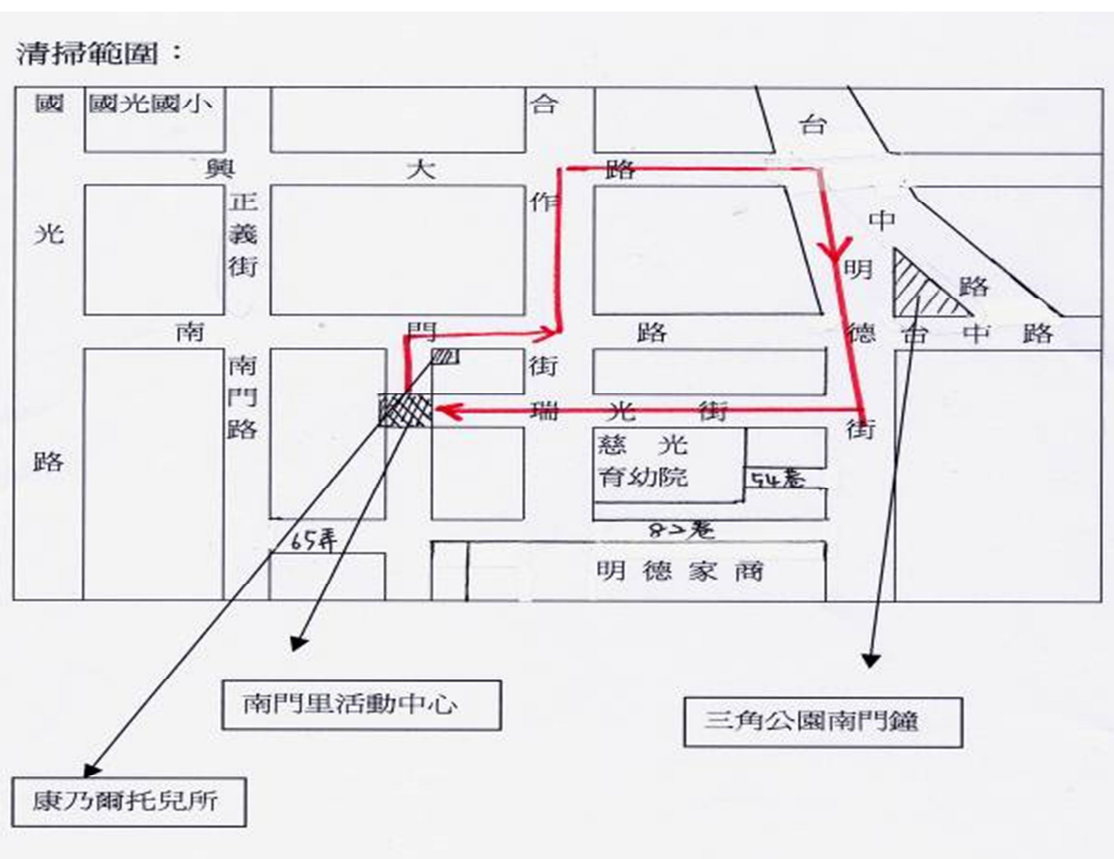 清掃範圍：
國光路
國光國小
合作街
台中路
興大路
正義街
明德街
南門路
台中路
南門路
瑞光街
慈光
育幼院
54巷
82巷
65弄
明德家商
南門里活動中心
三角公園南門鐘
康乃爾托兒所